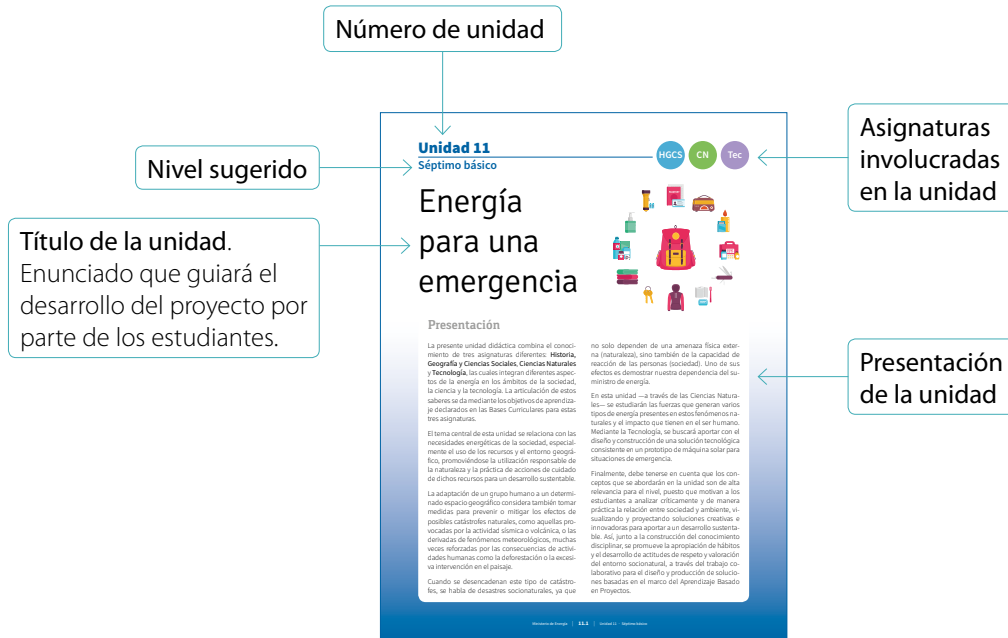 Número de unidad
Nivel sugerido
Título de la unidad.
Enunciado que guiará el
desarrollo del proyecto por
parte de los estudiantes.
Asignaturas
involucradas
en la unidad
Presentación
de la unidad
Unidad 11
Séptimo básico
HGCS
CN
Tec
Energía
para una
emergencia
Presentación
La presente unidad didáctica combina el conoci-
miento de tres asignaturas diferentes: Historia,
Geografía y Ciencias Sociales, Ciencias Naturales
y Tecnología, las cuales integran diferentes aspec-
tos de la energía en los ámbitos de la sociedad,
la ciencia y la tecnología. La articulación de estos
saberes se da mediante los objetivos de aprendiza-
je declarados en las Bases Curriculares para estas
tres asignaturas.
El tema central de esta unidad se relaciona con las
necesidades energéticas de la sociedad, especial-
mente el uso de los recursos y el entorno geográ-
fico, promoviéndose la utilización responsable de
la naturaleza y la práctica de acciones de cuidado
de dichos recursos para un desarrollo sustentable.
La adaptación de un grupo humano a un determi-
nado espacio geográfico considera también tomar
medidas para prevenir o mitigar los efectos de
posibles catástrofes naturales, como aquellas pro-
vocadas por la actividad sísmica o volcánica, o las
derivadas de fenómenos meteorológicos, muchas
veces reforzadas por las consecuencias de activi-
dades humanas como la deforestación o la excesi-
va intervención en el paisaje.
Cuando se desencadenan este tipo de catástro-
fes, se habla de desastres socionaturales, ya que
no solo dependen de una amenaza física exter-
na (naturaleza), sino también de la capacidad de
reacción de las personas (sociedad). Uno de sus
efectos es demostrar nuestra dependencia del su-
ministro de energía.
En esta unidad —a través de las Ciencias Natura-
les— se estudiarán las fuerzas que generan varios
tipos de energía presentes en estos fenómenos na-
turales y el impacto que tienen en el ser humano.
Mediante la Tecnología, se buscará aportar con el
diseño y construcción de una solución tecnológica
consistente en un prototipo de máquina solar para
situaciones de emergencia.
Finalmente, debe tenerse en cuenta que los con-
ceptos que se abordarán en la unidad son de alta
relevancia para el nivel, puesto que motivan a los
estudiantes a analizar críticamente y de manera
práctica la relación entre sociedad y ambiente, vi-
sualizando y proyectando soluciones creativas e
innovadoras para aportar a un desarrollo sustenta-
ble. Así, junto a la construcción del conocimiento
disciplinar, se promueve la apropiación de hábitos
y el desarrollo de actitudes de respeto y valoración
del entorno socionatural, a través del trabajo co-
laborativo para el diseño y producción de solucio-
nes basadas en el marco del Aprendizaje Basado
en Proyectos.
Ministerio de Energía | 11.1 | Unidad 11 - Séptimo básico